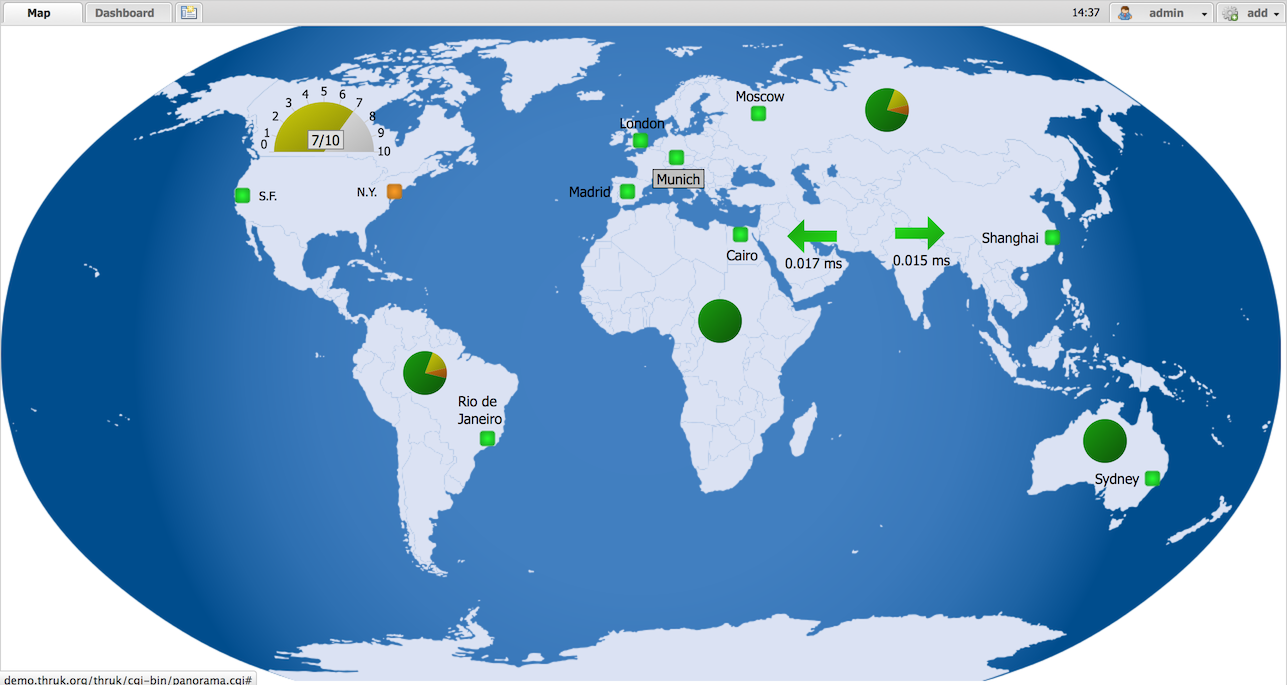 Map
Dashboard
14:37
admin
add
0
1
2
3
4
5
6
7
8
9
10
7/10
Moscow
London
Munich
Madrid
S.F.
N.Y.
Cairo
0.017 ms
0.015 ms
Shanghai
Rio de
Janeiro
Sydney
demo.thruk.org/thruk/cgi-bin/panorama.cgi#